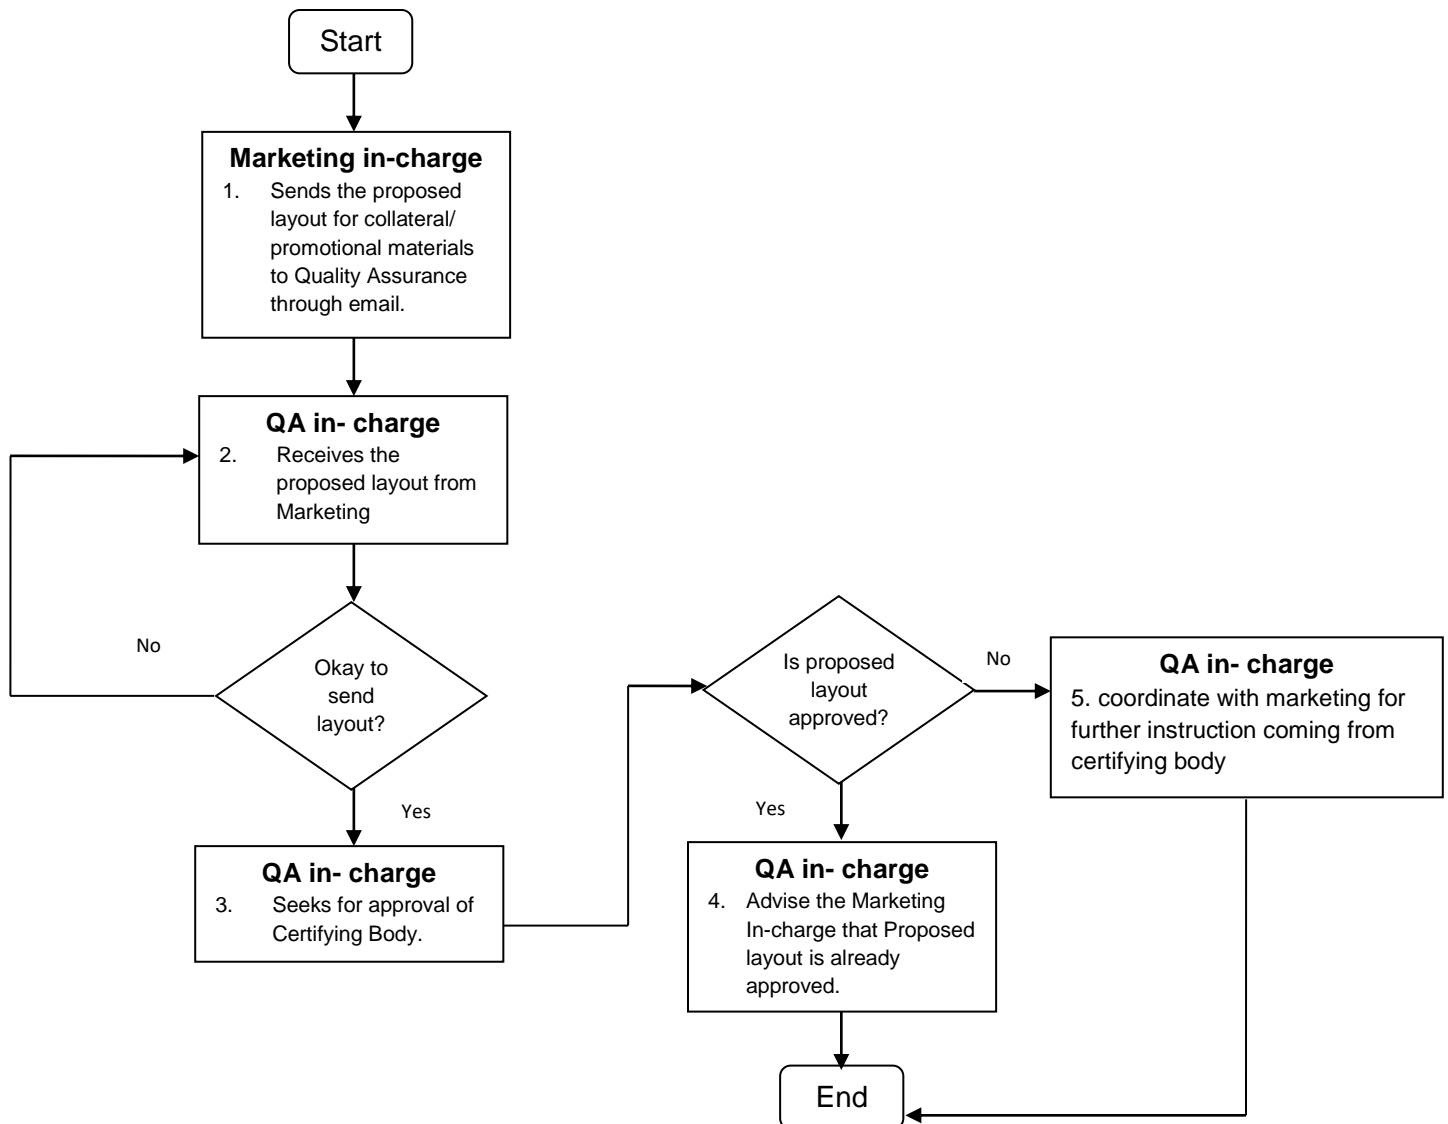 Start
Marketing in-charge
1. Sends the proposed
layout for collateral/
promotional materials
to Quality Assurance
through email.
QA in- charge
2. Receives the
proposed layout from
Marketing
No
Okay to
send
layout?
Yes
QA in- charge
3. Seeks for approval of
Certifying Body.
Is proposed
layout
approved?
No
Yes
QA in- charge
4. Advise the Marketing
In-charge that Proposed
layout is already
approved.
QA in- charge
5. coordinate with marketing for
further instruction coming from
certifying body
End